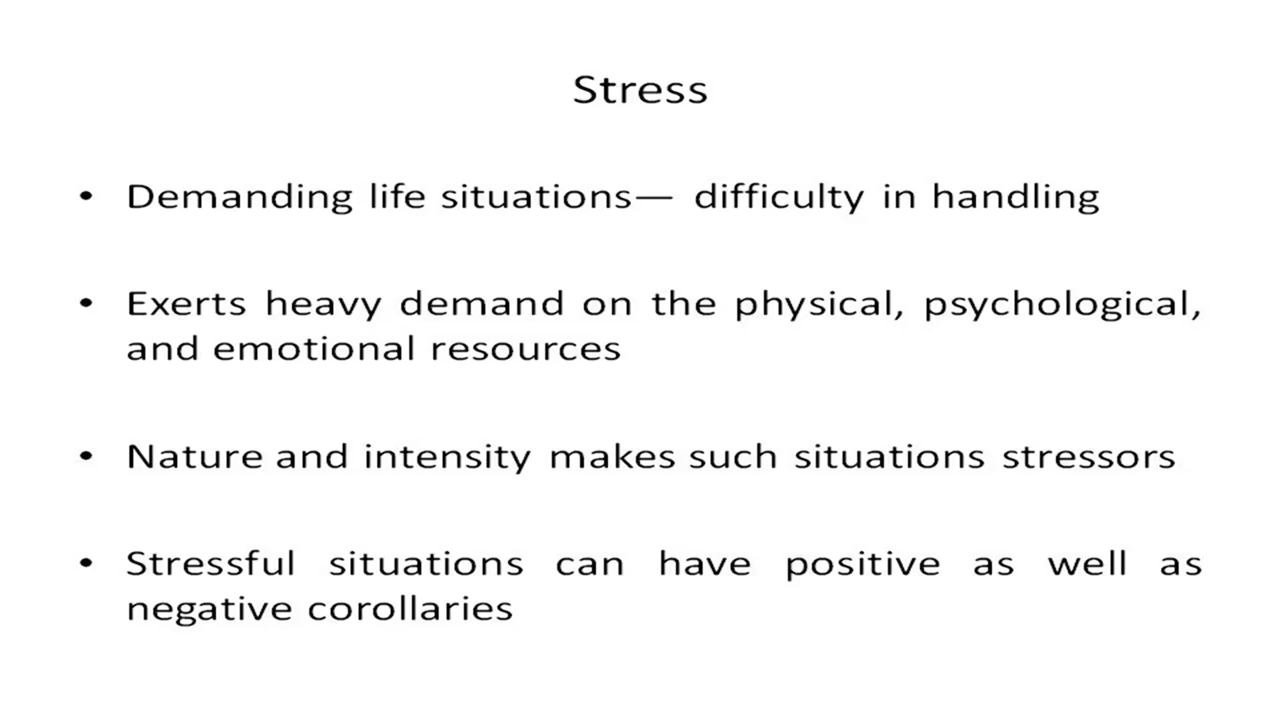 Stress
• Demanding life situations— difficulty in handling
• Exerts heavy demand on the physical, psychological,
and emotional resources
• Nature and intensity makes such situations stressors
• Stressful situations can have positive as well as
negative corollaries